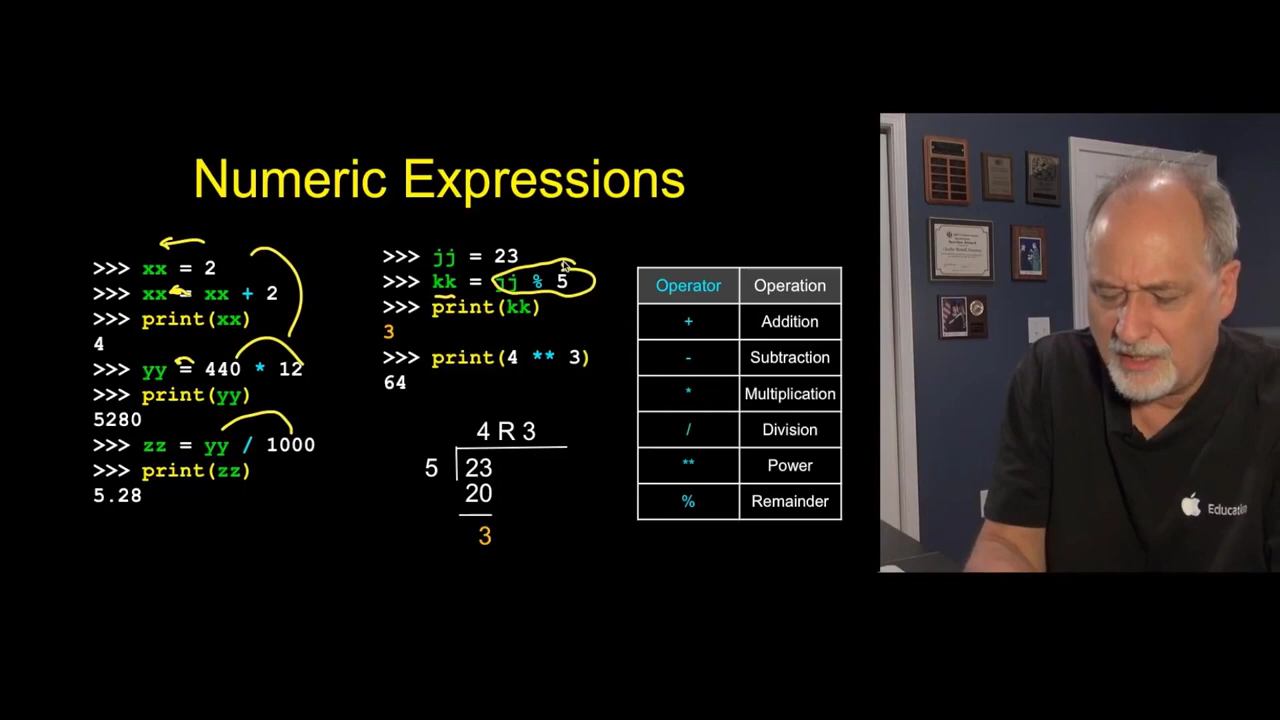 Numeric Expressions
>>> xx = 2
>>> xx = xx + 2
>>> print(xx)
4
>>> yy = 440 * 12
>>> print(yy)
5280
>>> zz = yy / 1000
>>> print(zz)
5.28
>>> jj = 23
>>> kk = jj % 5
>>> print(kk)
3
>>> print(4 ** 3)
64
4 R 3
5 23
20
3
Operator Operation
+ Addition
- Subtraction
* Multiplication
/ Division
** Power
% Remainder
Education